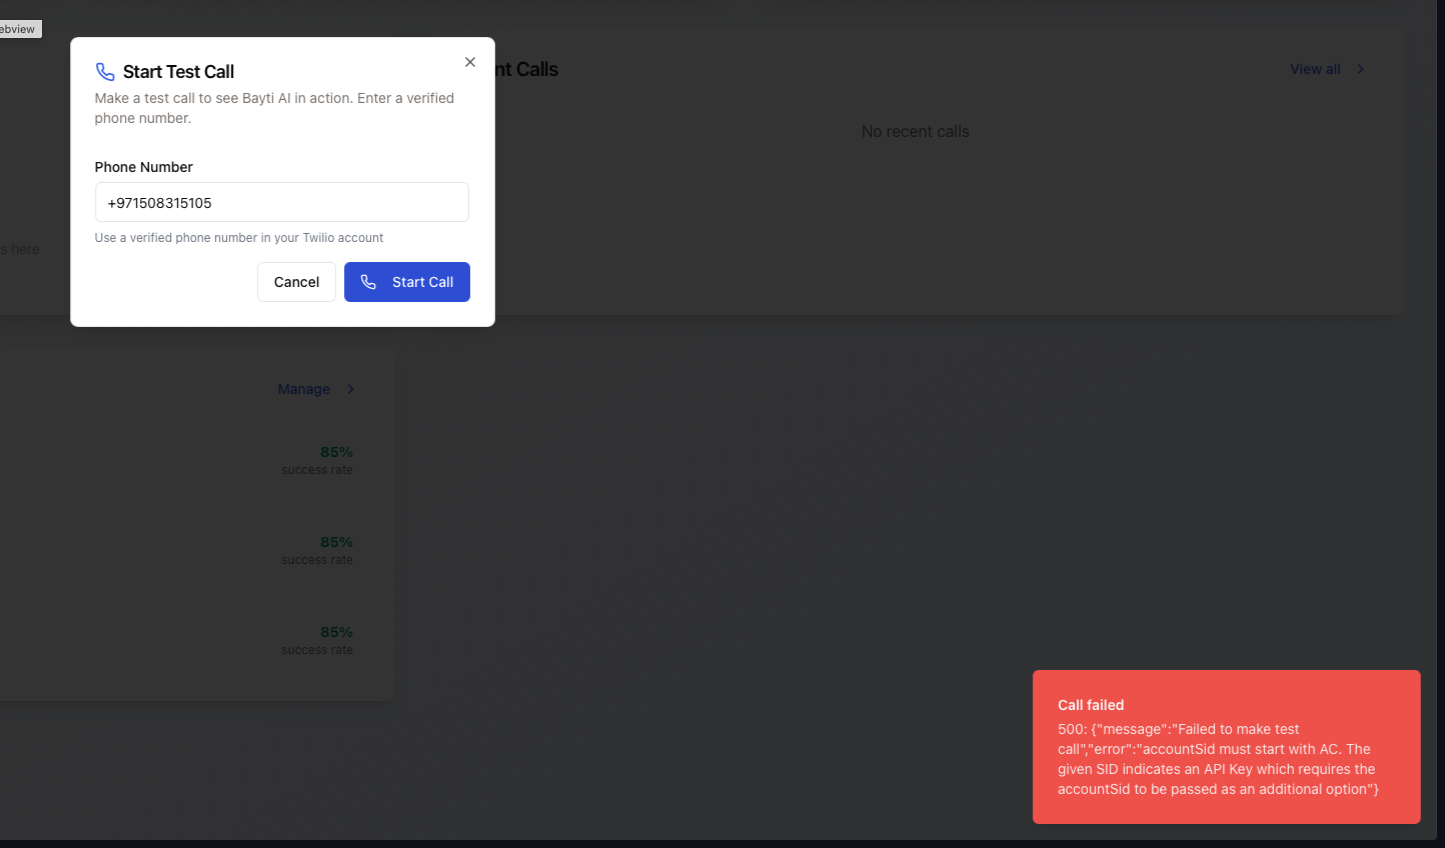 ebview
Start Test Call
Make a test call to see Bayti AI in action. Enter a verified
phone number.
Phone Number
+971508315105
Use a verified phone number in your Twilio account
Cancel
Start Call
nt Calls
View all
No recent calls
s here
Manage
85%
success rate
85%
success rate
85%
success rate
Call failed
500: {"message":"Failed to make test
call","error":"accountSid must start with AC. The
given SID indicates an API Key which requires the
accountSid to be passed as an additional option"}